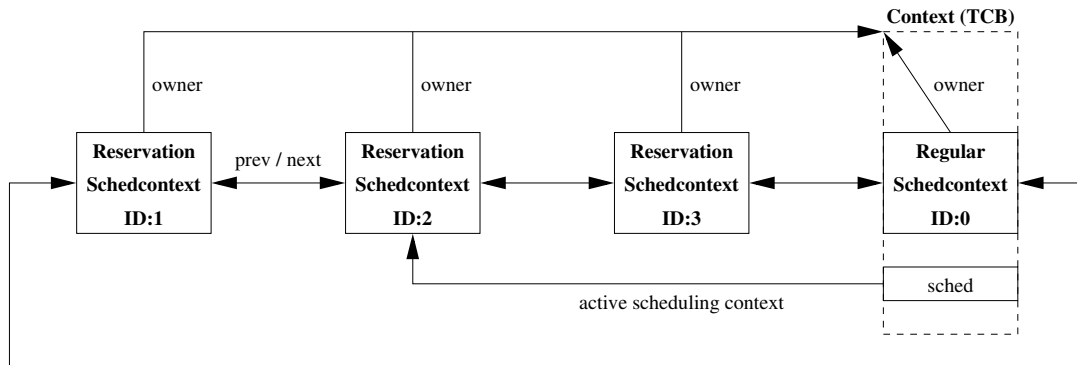 Context (TCB)
owner
owner
owner
owner
Reservation
Schedcontext
ID:1
prev / next
Reservation
Schedcontext
ID:2
Reservation
Schedcontext
ID:3
Regular
Schedcontext
ID:0
sched
active scheduling context